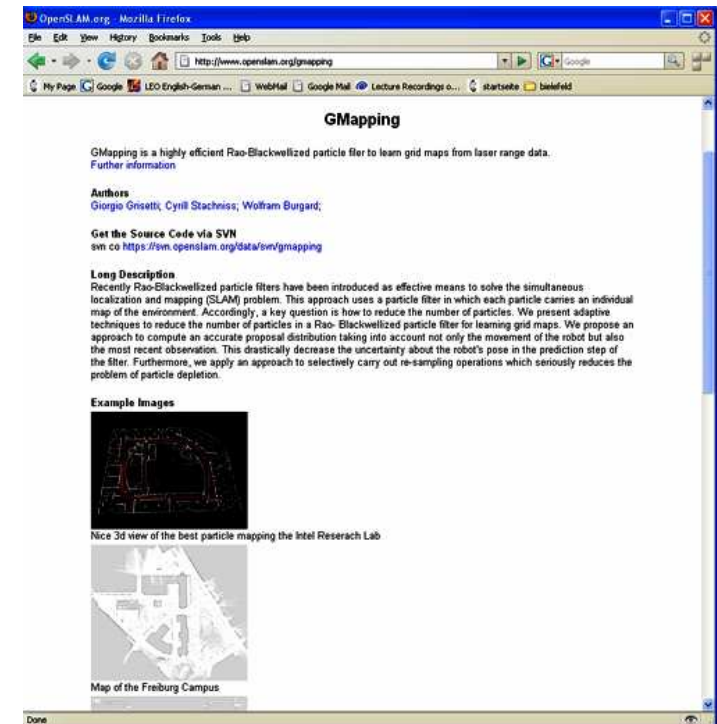 OpenSLAM.org - Mozilla Firefox
File Edit View History Bookmarks Tools Help
http://www.openslam.org/gmapping
Google
My Page Google LEO English-German ... WebMail Google Mail Lecture Recordings o... startseite bielefeld
GMapping
GMapping is a highly efficient Rao-Blackwellized particle filer to learn grid maps from laser range data.
Further information
Authors
Giorgio Grisetti; Cyrill Stachniss; Wolfram Burgard;
Get the Source Code via SVN
svn co https://svn.openslam.org/data/svn/gmapping
Long Description
Recently Rao-Blackwellized particle filters have been introduced as effective means to solve the simultaneous
localization and mapping (SLAM) problem. This approach uses a particle filter in which each particle carries an individual
map of the environment. Accordingly, a key question is how to reduce the number of particles. We present adaptive
techniques to reduce the number of particles in a Rao- Blackwellized particle filter for learning grid maps. We propose an
approach to compute an accurate proposal distribution taking into account not only the movement of the robot but also
the most recent observation. This drastically decrease the uncertainty about the robot's pose in the prediction step of
the filter. Furthermore, we apply an approach to selectively carry out re-sampling operations which seriously reduces the
problem of particle depletion.
Example Images
Nice 3d view of the best particle mapping the Intel Reserach Lab
Map of the Freiburg Campus
Done